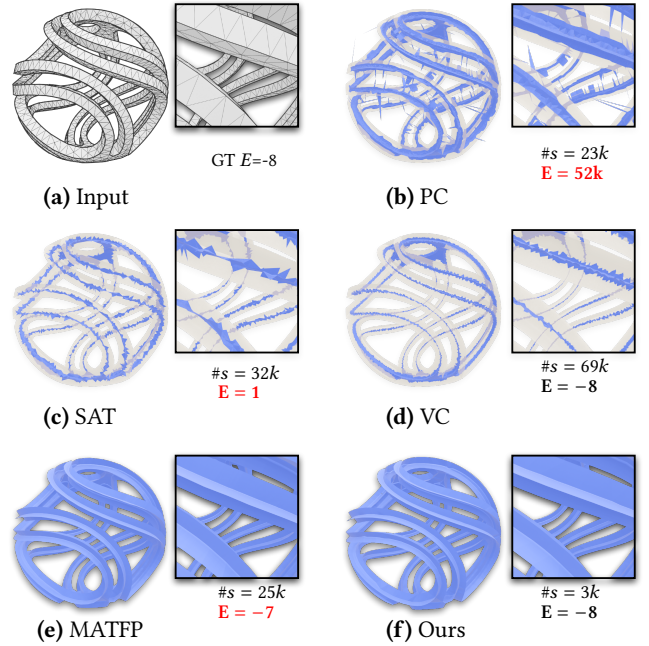 GT E=-8
(a) Input
#s = 23k
E = 52k
(b) PC
#s = 32k
E = 1
(c) SAT
#s = 69k
E = −8
(d) VC
#s = 25k
E = −7
(e) MATFP
#s = 3k
E = −8
(f) Ours